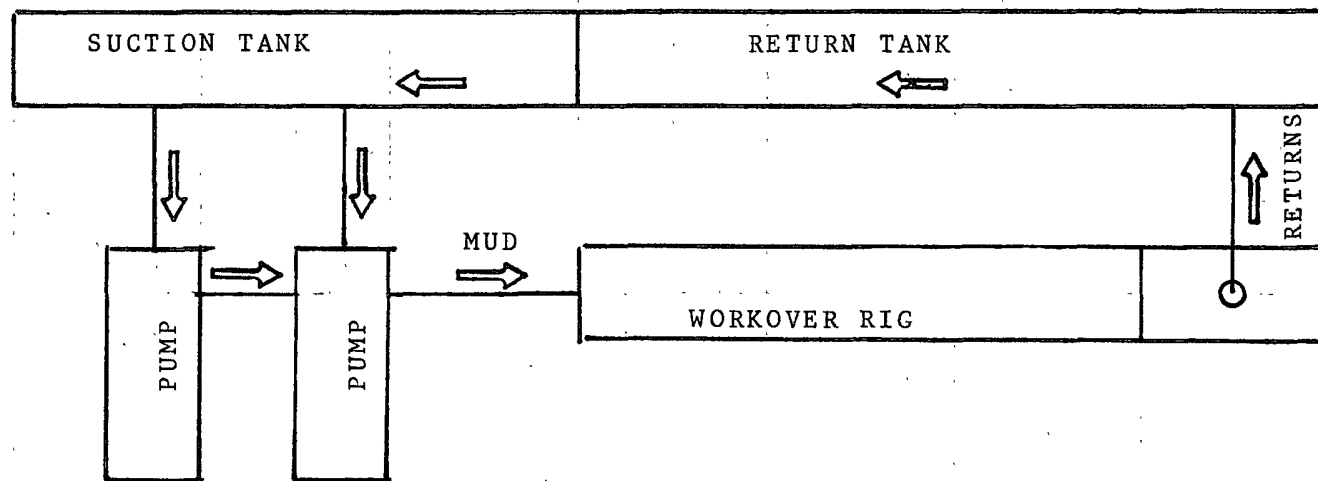 SUCTION TANK
RETURN TANK
RETURNS
MUD
PUMP
PUMP
WORKOVER RIG